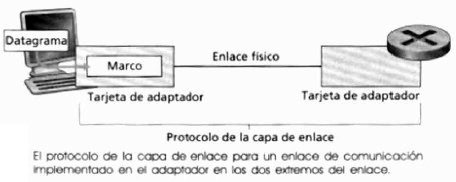 Datagrama
Marco
Enlace físico
Tarjeta de adaptador
Tarjeta de adaptador
Protocolo de la capa de enlace
El protocolo de la capa de enlace para un enlace de comunicación
implementado en el adaptador en los dos extremos del enlace.